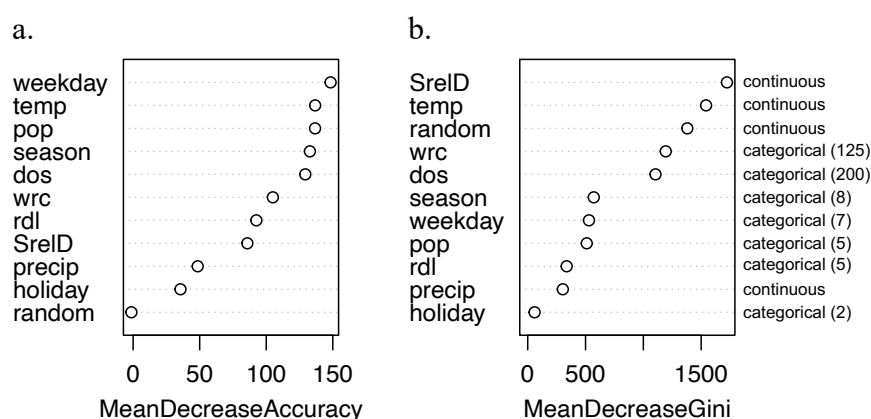 a.
weekday
temp
pop
season
dos
wrc
rdl
SrelD
precip
holiday
random
0 50 100 150
MeanDecreaseAccuracy
b.
SrelD continuous
temp continuous
random continuous
wrc categorical (125)
dos categorical (200)
season categorical (8)
weekday categorical (7)
pop categorical (5)
rdl categorical (5)
precip continuous
holiday categorical (2)
0 500 1500
MeanDecreaseGini